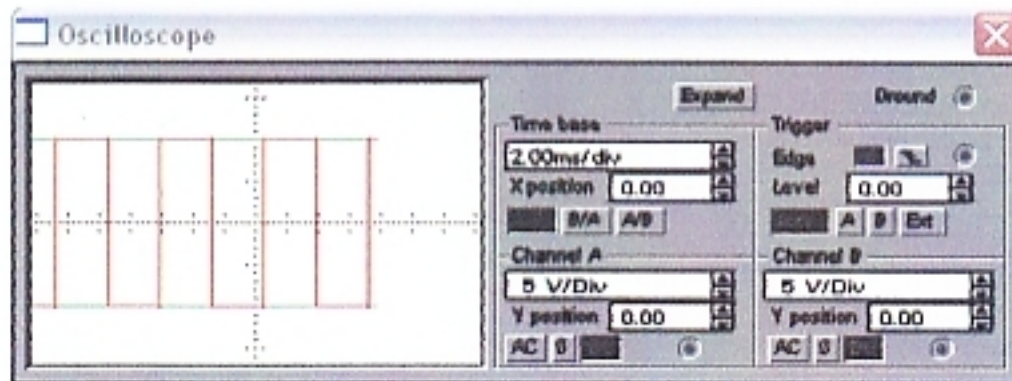 Oscilloscope
Expand
Dround
Time base
2.00ms/div
X position 0.00
B/A A/B
Channel A
5 V/Div
Y position 0.00
AC 0
Trigger
Edge
Level 0.00
A B Ext
Channel B
5 V/Div
Y position 0.00
AC 0